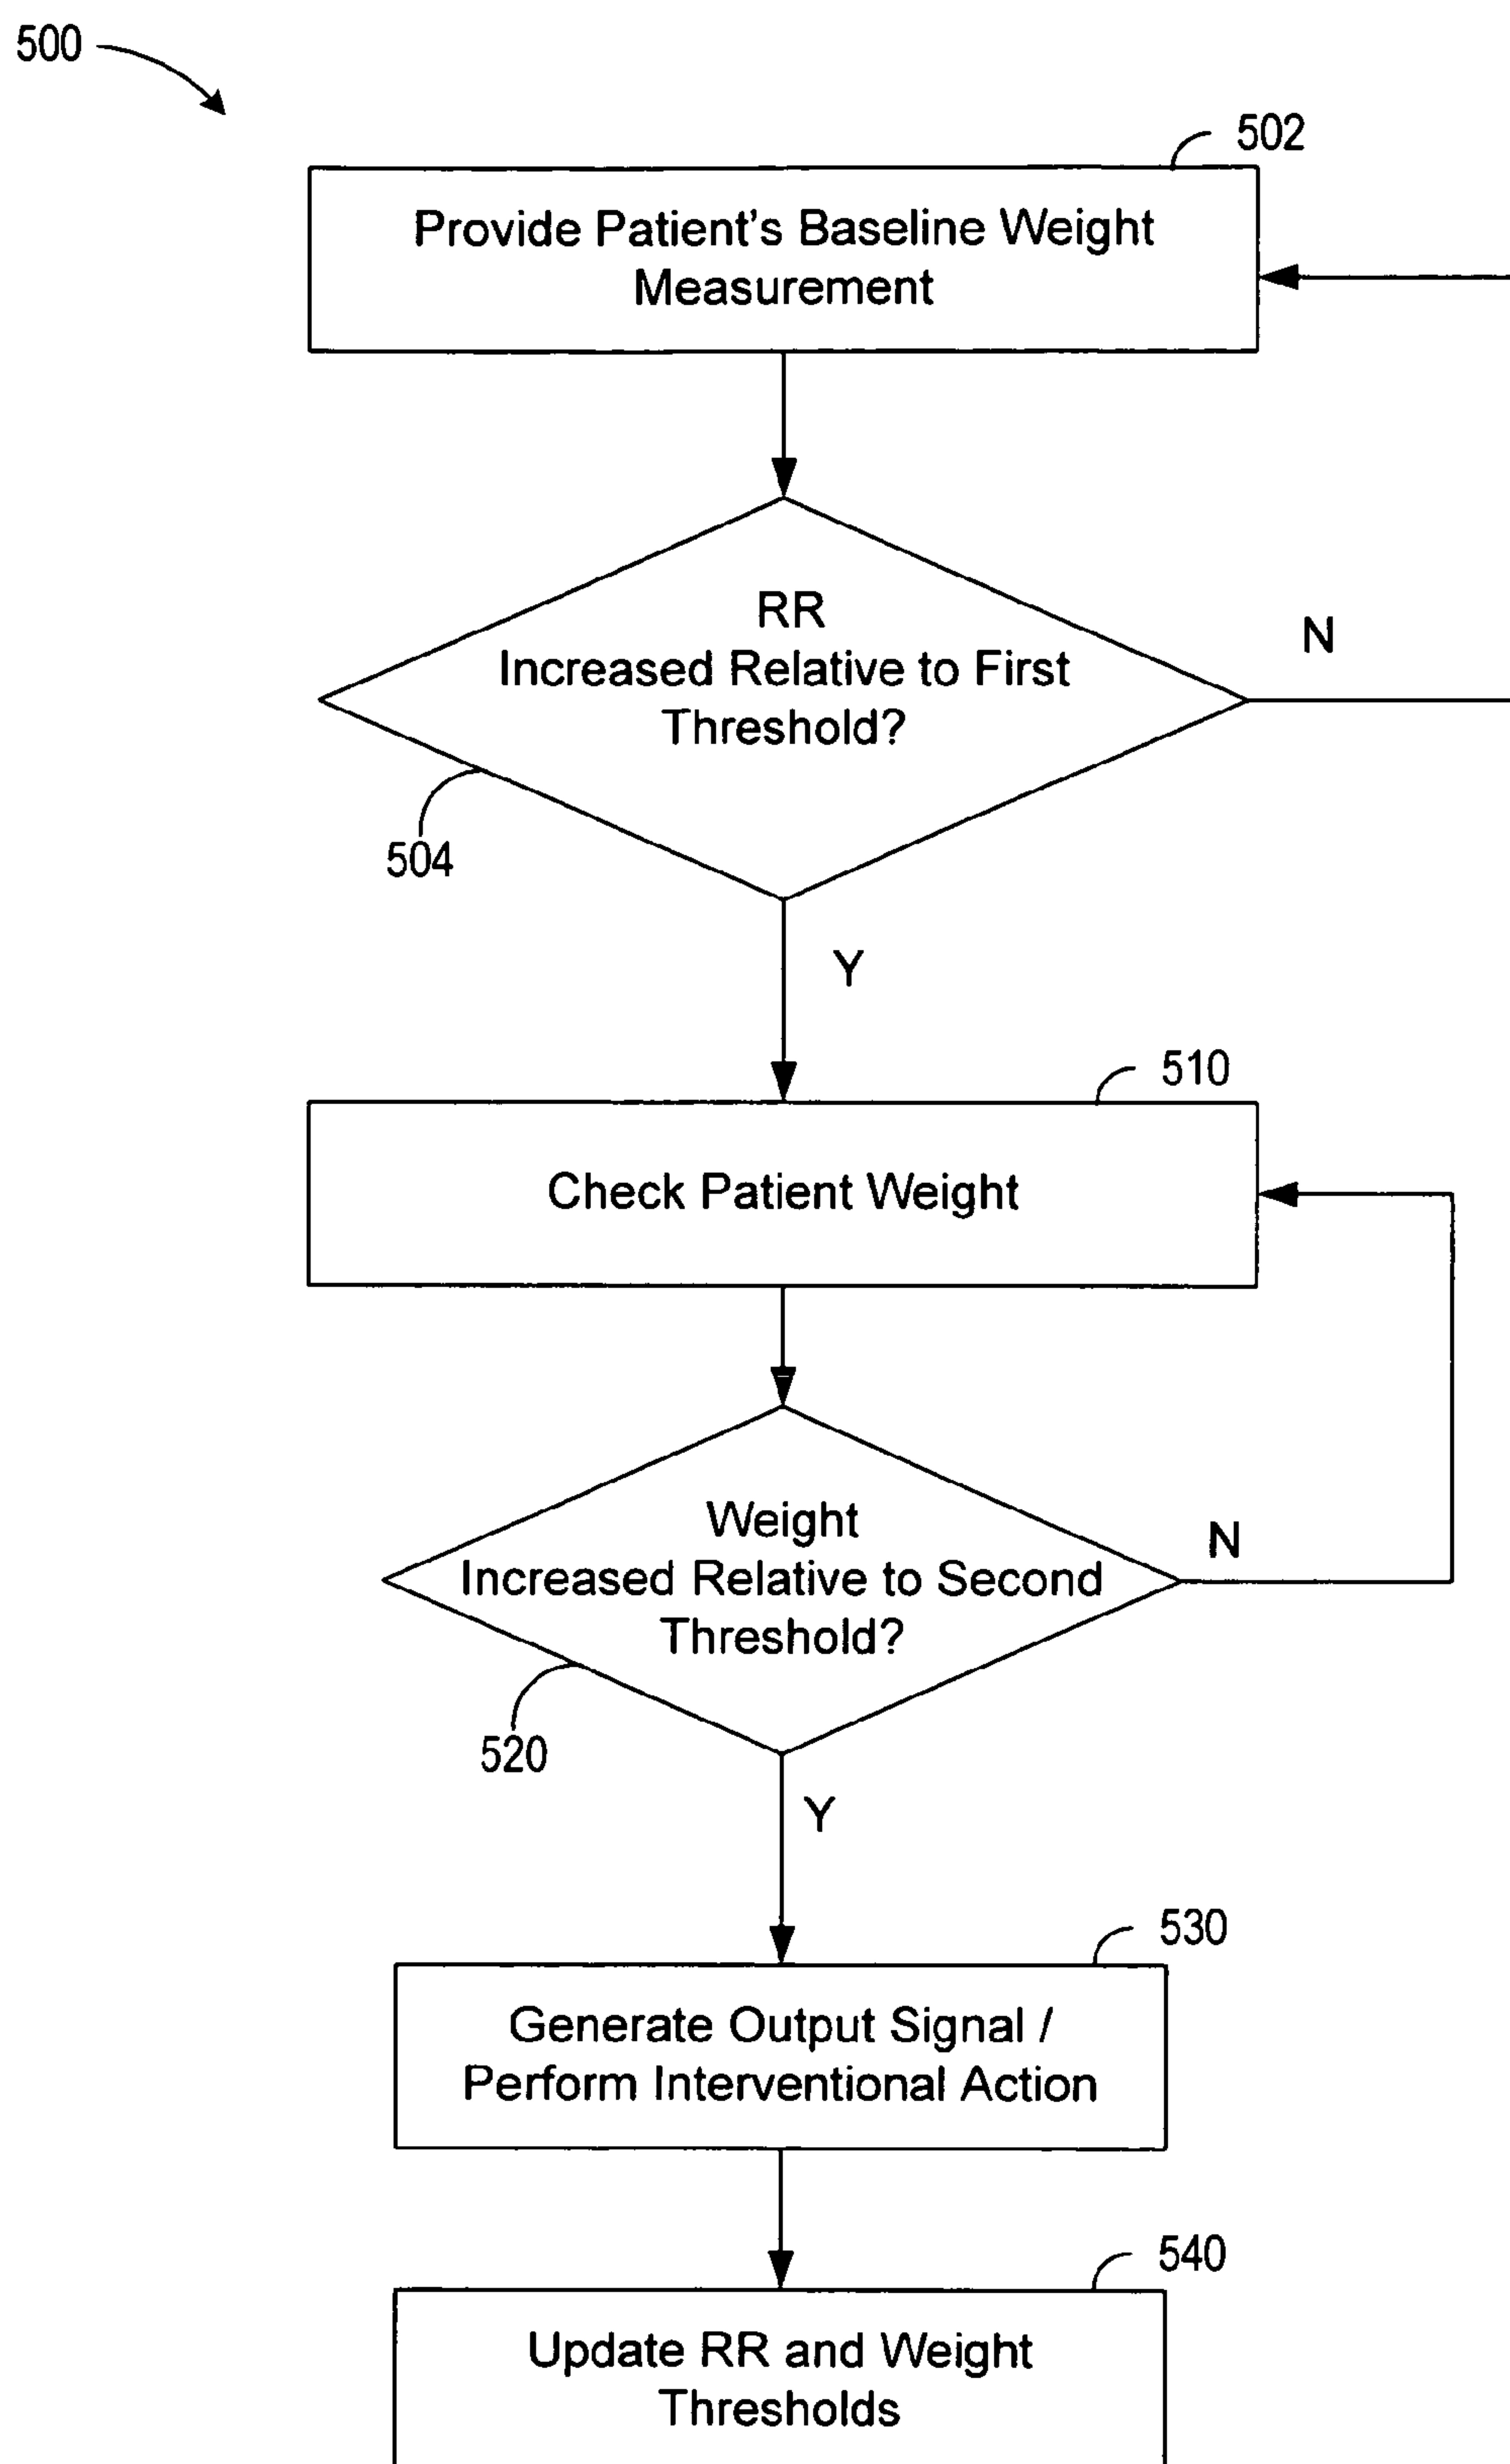 500
502
Provide Patient's Baseline Weight
Measurement
RR
Increased Relative to First
Threshold?
N
504
Y
510
Check Patient Weight
Weight
Increased Relative to Second
Threshold?
N
520
Y
530
Generate Output Signal /
Perform Interventional Action
540
Update RR and Weight
Thresholds